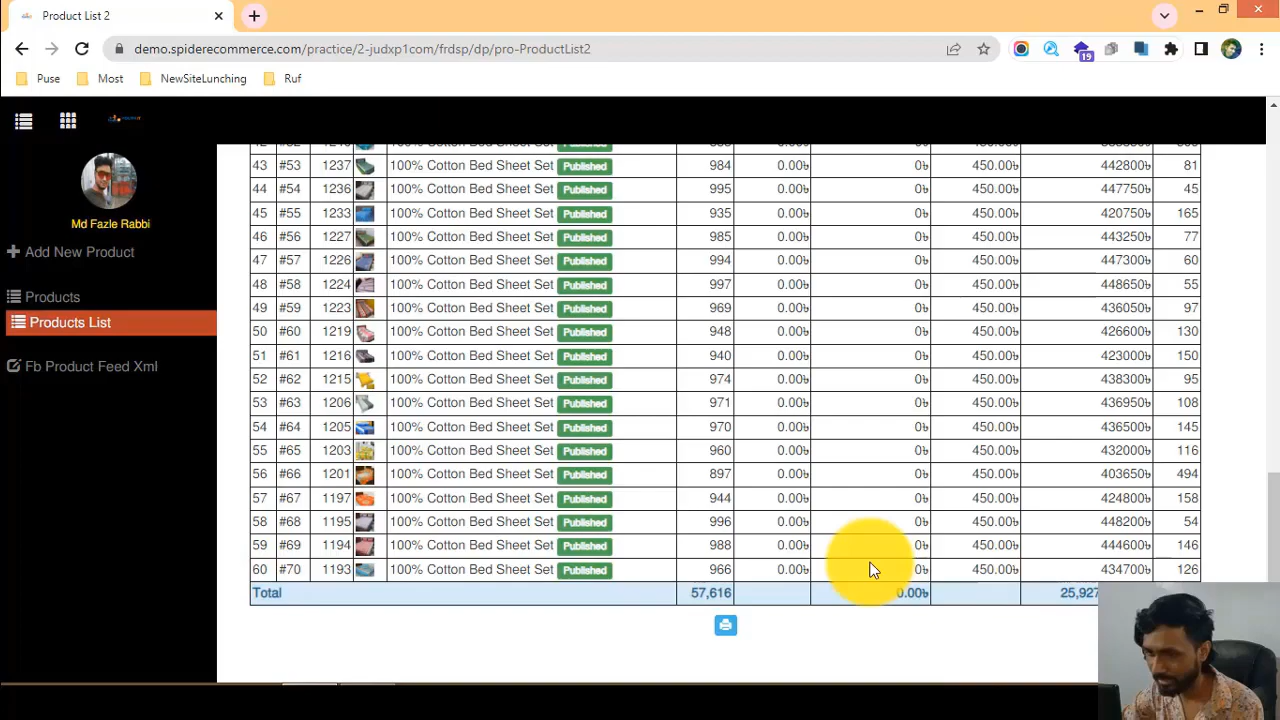 Product List 2
demo.spiderecommerce.com/practice/2-judxp1com/frdsp/dp/pro-ProductList2
19
Puse Most NewSiteLunching Ruf
Md Fazle Rabbi
Add New Product
Products
Products List
Fb Product Feed Xml
43 #53 1237 100% Cotton Bed Sheet Set Published 984 0.00৳ 0৳ 450.00৳ 442800৳ 81
44 #54 1236 100% Cotton Bed Sheet Set Published 995 0.00৳ 0৳ 450.00৳ 447750৳ 45
45 #55 1233 100% Cotton Bed Sheet Set Published 935 0.00৳ 0৳ 450.00৳ 420750৳ 165
46 #56 1227 100% Cotton Bed Sheet Set Published 985 0.00৳ 0৳ 450.00৳ 443250৳ 77
47 #57 1226 100% Cotton Bed Sheet Set Published 994 0.00৳ 0৳ 450.00৳ 447300৳ 60
48 #58 1224 100% Cotton Bed Sheet Set Published 997 0.00৳ 0৳ 450.00৳ 448650৳ 55
49 #59 1223 100% Cotton Bed Sheet Set Published 969 0.00৳ 0৳ 450.00৳ 436050৳ 97
50 #60 1219 100% Cotton Bed Sheet Set Published 948 0.00৳ 0৳ 450.00৳ 426600৳ 130
51 #61 1216 100% Cotton Bed Sheet Set Published 940 0.00৳ 0৳ 450.00৳ 423000৳ 150
52 #62 1215 100% Cotton Bed Sheet Set Published 974 0.00৳ 0৳ 450.00৳ 438300৳ 95
53 #63 1206 100% Cotton Bed Sheet Set Published 971 0.00৳ 0৳ 450.00৳ 436950৳ 108
54 #64 1205 100% Cotton Bed Sheet Set Published 970 0.00৳ 0৳ 450.00৳ 436500৳ 145
55 #65 1203 100% Cotton Bed Sheet Set Published 960 0.00৳ 0৳ 450.00৳ 432000৳ 116
56 #66 1201 100% Cotton Bed Sheet Set Published 897 0.00৳ 0৳ 450.00৳ 403650৳ 494
57 #67 1197 100% Cotton Bed Sheet Set Published 944 0.00৳ 0৳ 450.00৳ 424800৳ 158
58 #68 1195 100% Cotton Bed Sheet Set Published 996 0.00৳ 0৳ 450.00৳ 448200৳ 54
59 #69 1194 100% Cotton Bed Sheet Set Published 988 0.00৳ 0৳ 450.00৳ 444600৳ 146
60 #70 1193 100% Cotton Bed Sheet Set Published 966 0.00৳ 0৳ 450.00৳ 434700৳ 126
Total 57,616 0.00৳ 25,927